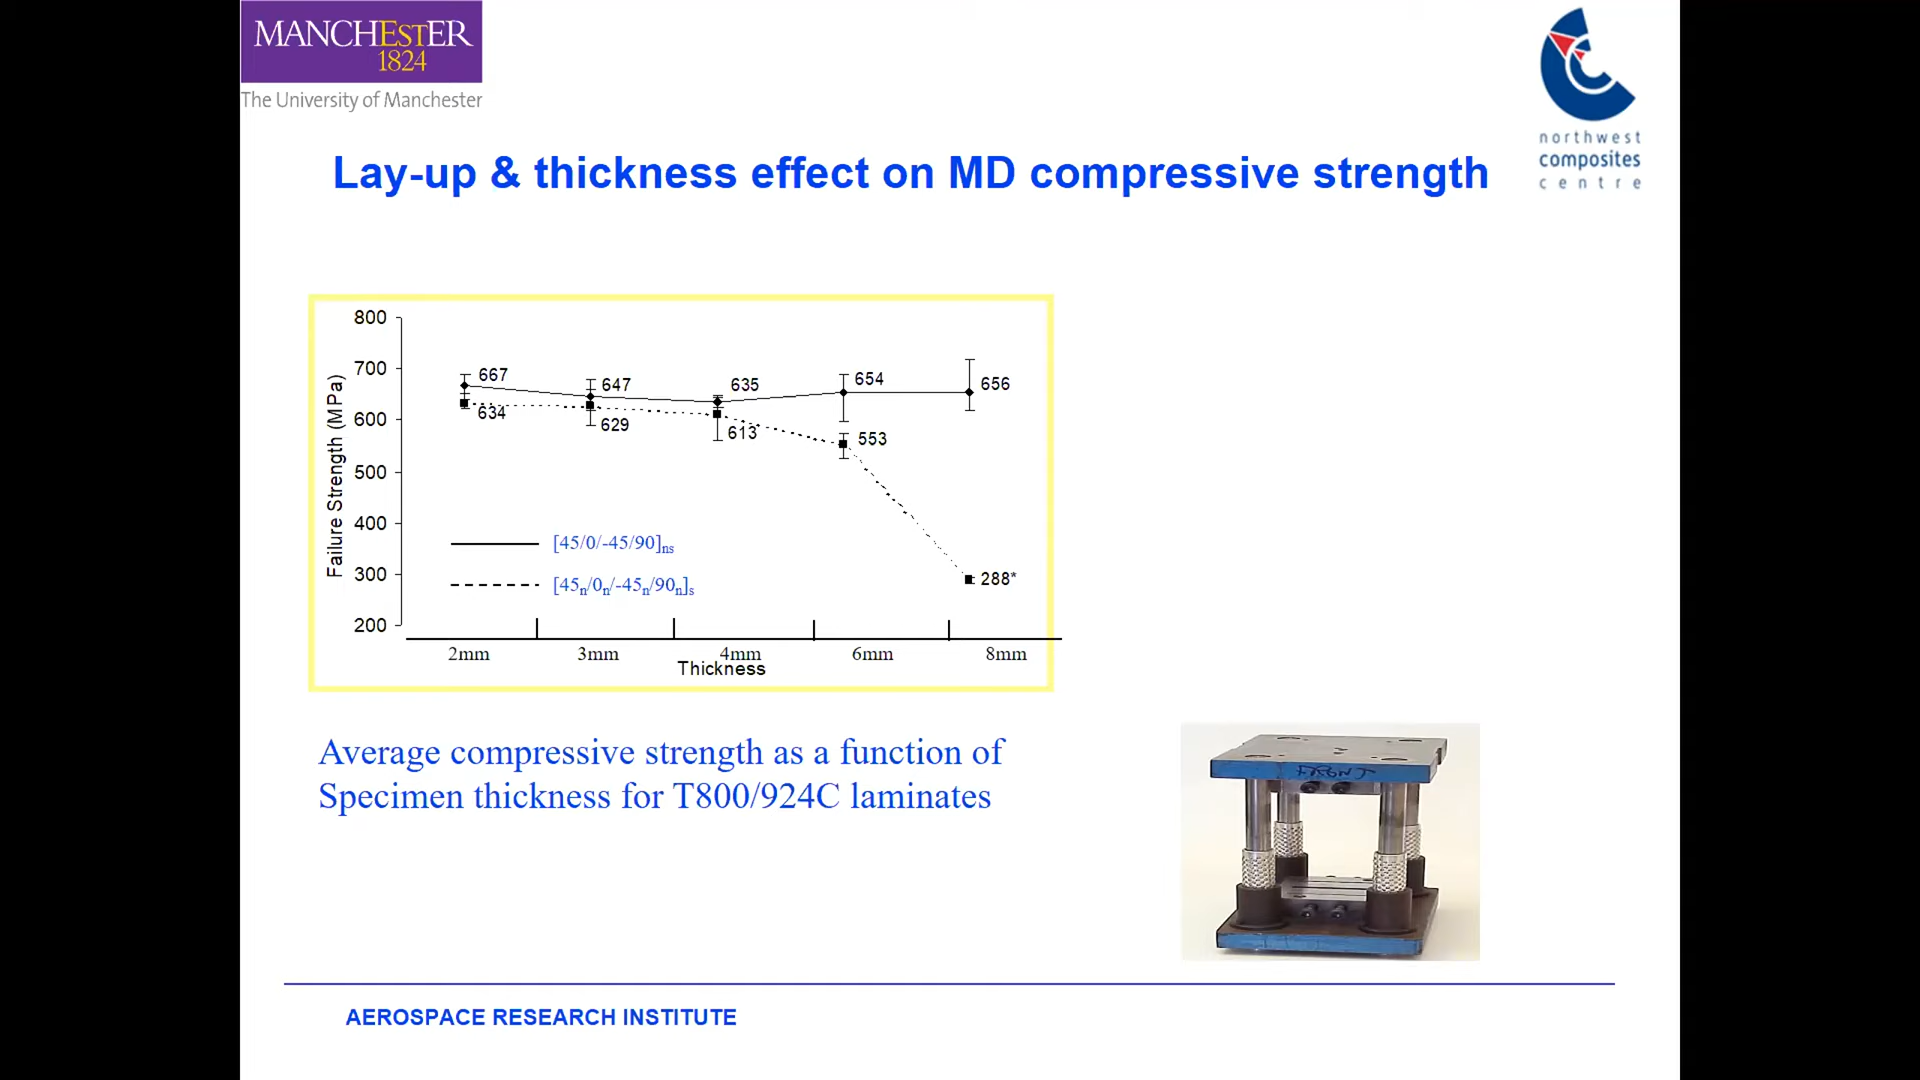 MANCHEsTER
1824
The University of Manchester
northwest
composites
centre
Lay-up & thickness effect on MD compressive strength
800
700
600
500
400
300
200
Failure Strength (MPa)
667
647
635
654
656
634
629
613
553
288*
[45/0/-45/90]ns
[45n/0n/-45n/90n]s
2mm 3mm 4mm 6mm 8mm
Thickness
Average compressive strength as a function of
Specimen thickness for T800/924C laminates
FRONT
AEROSPACE RESEARCH INSTITUTE